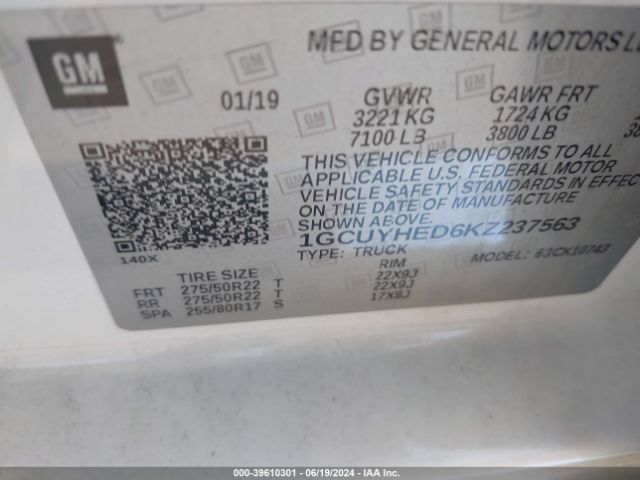 GM
MFD BY GENERAL MOTORS LL
01/19 GVWR GAWR FRT
3221 KG 1724 KG
7100 LB 3800 LB 38
THIS VEHICLE CONFORMS TO ALL
APPLICABLE U.S. FEDERAL MOTOR
VEHICLE SAFETY STANDARDS IN EFFEC
ON THE DATE OF MANUFACTURE
SHOWN ABOVE.
1GCUYHED6KZ237563
TYPE: TRUCK MODEL: 63CK10743
140X
TIRE SIZE RIM
FRT 275/50R22 T 22X9J
RR 275/50R22 T 22X9J
SPA 255/80R17 S 17X8J
000-39610301 - 06/19/2024 - IAA Inc.